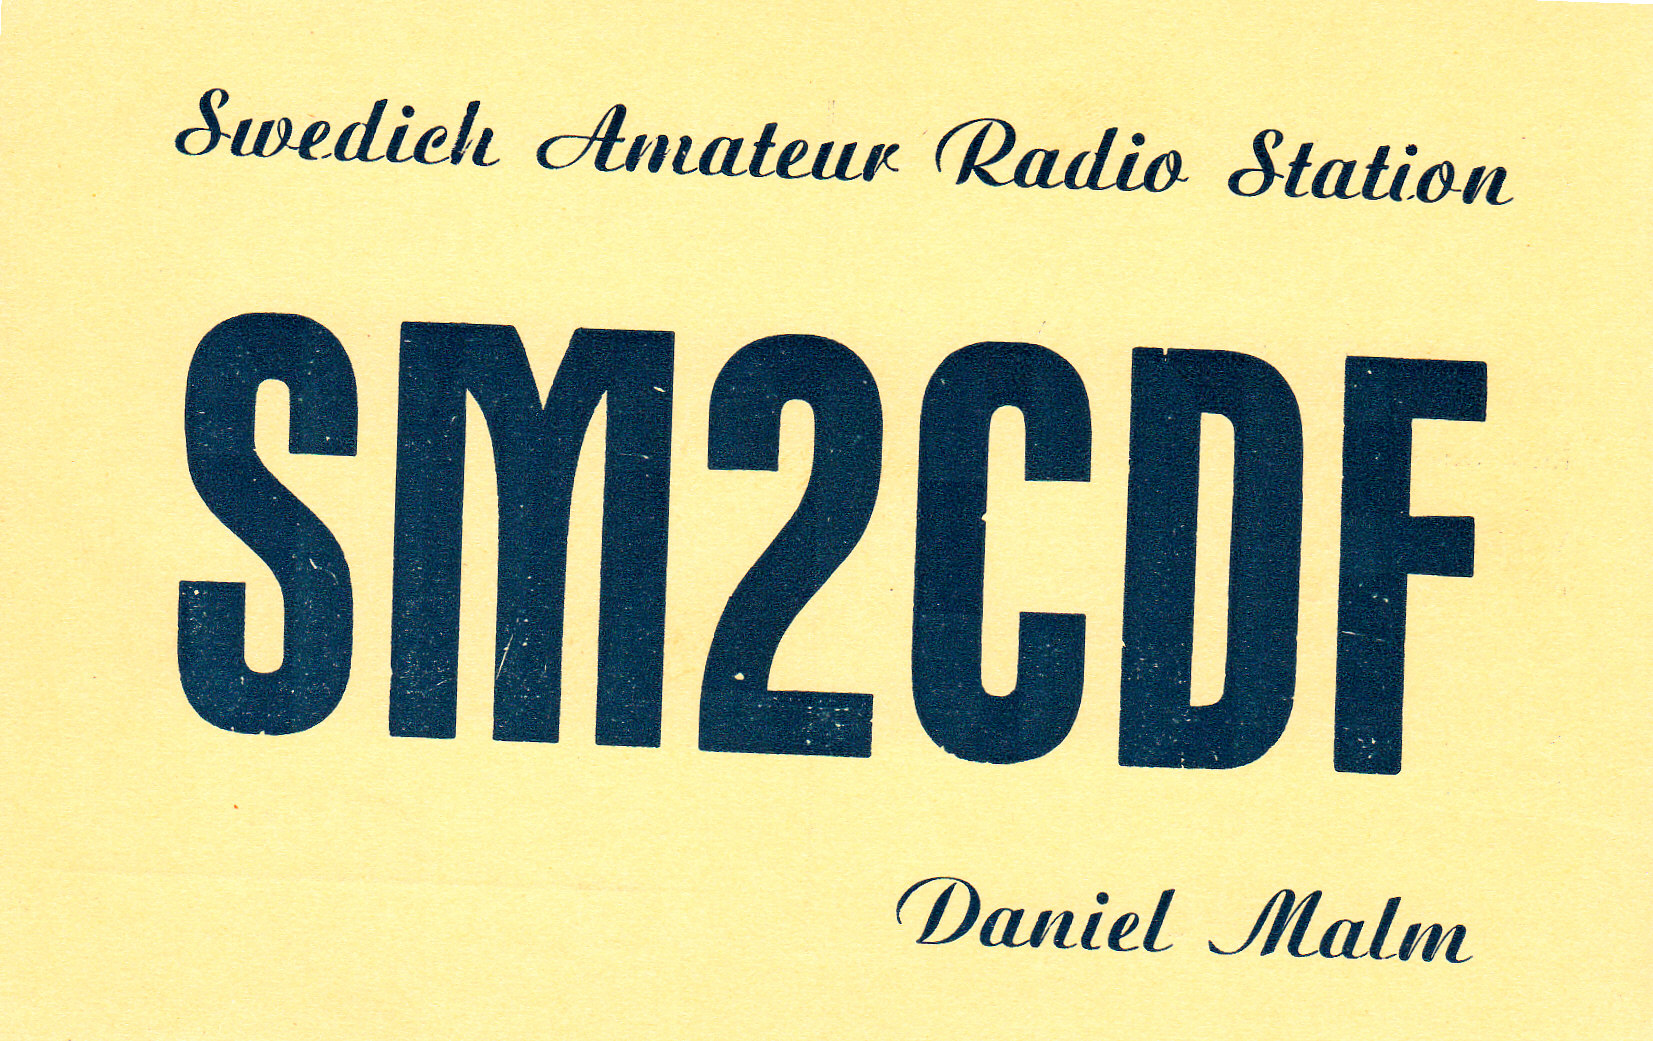 Swedich Amateur Radio Station
SM2CDF
Daniel Malm